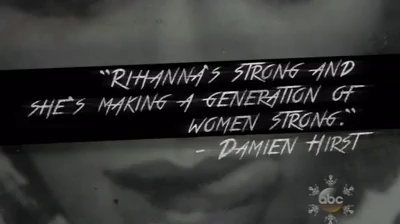 "RIHANNA'S STRONG AND
SHE'S MAKING A GENERATION OF
WOMEN STRONG."
- DAMIEN HIRST
abc